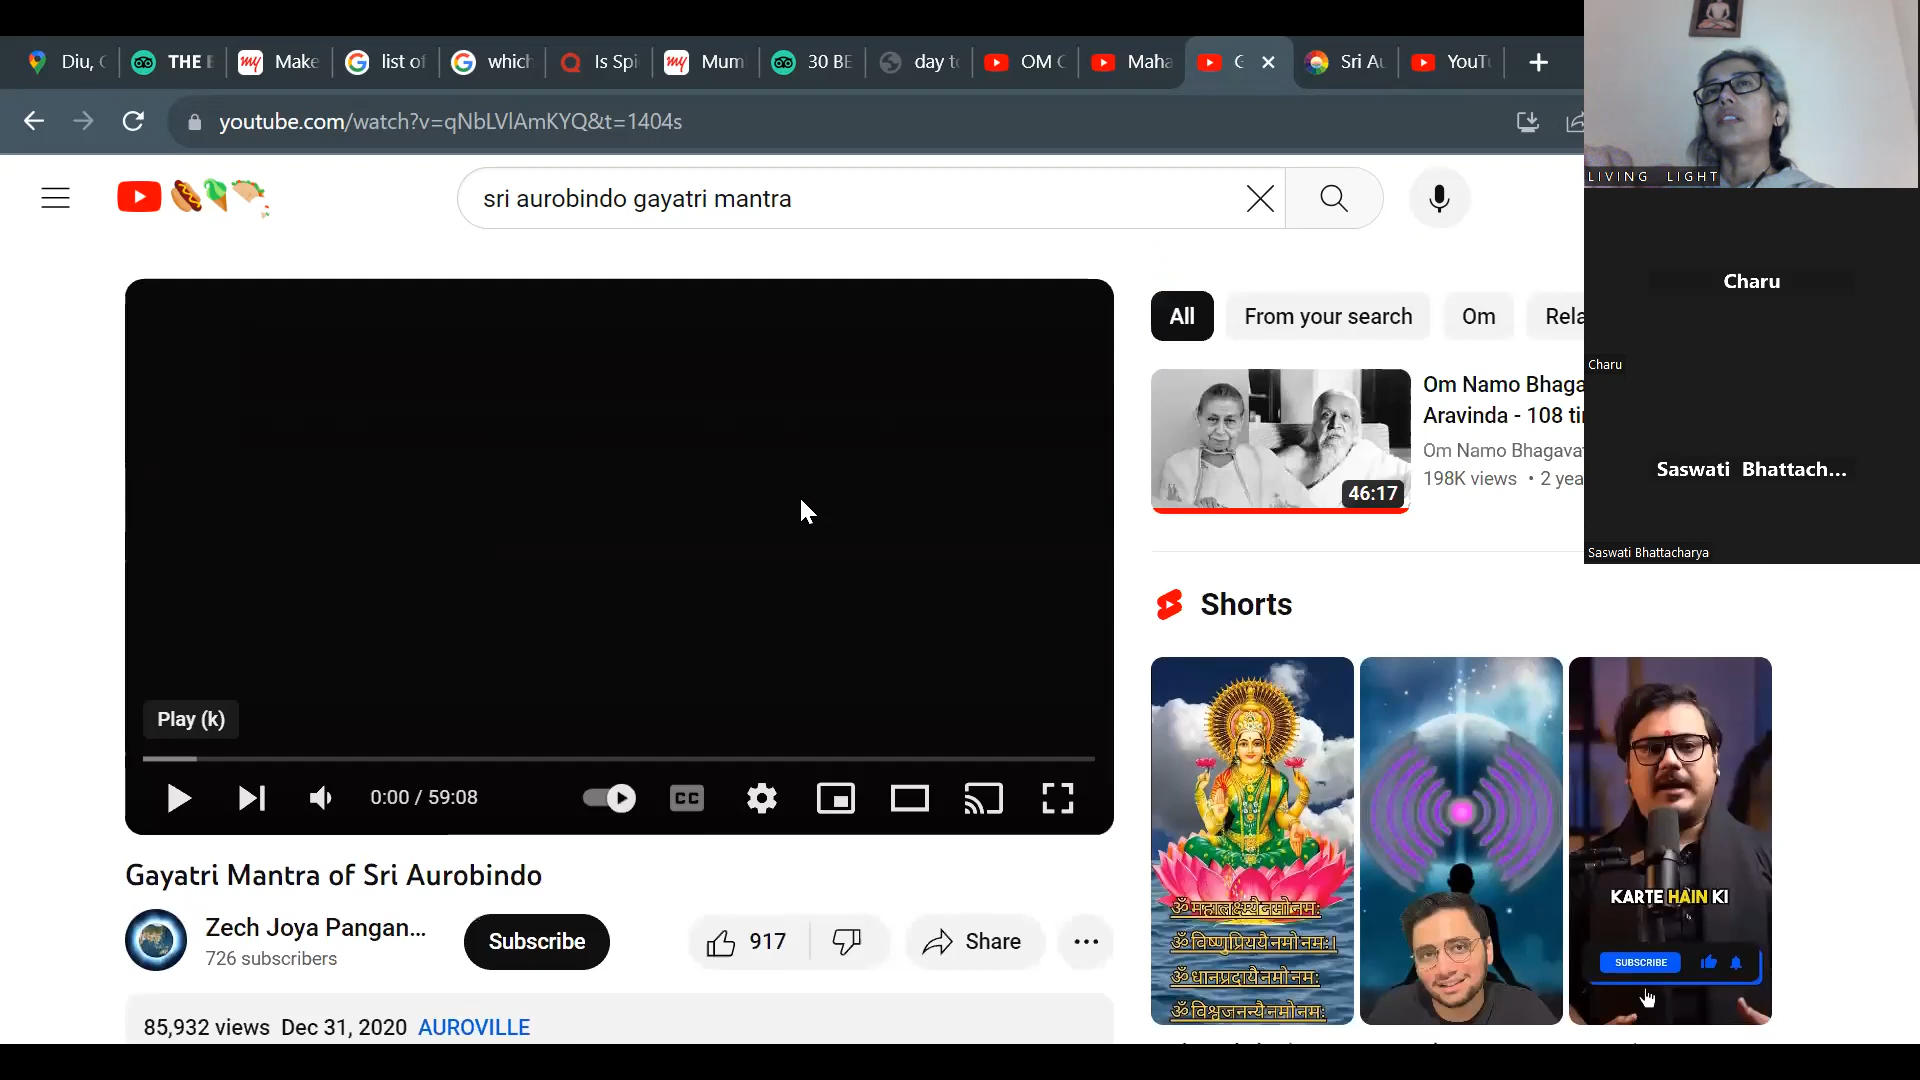 Diu, (
THE
Make
list of
which
Is Spi
Mum
30 BE
day to
OM
Maha
Sri Au
YouT
youtube.com/watch?v=qNbLVlAmKYQ&t=1404s
LIVING LIGHT
sri aurobindo gayatri mantra
Charu
Charu
Saswati Bhattach...
Saswati Bhattacharya
All
From your search
Om
Rela
Om Namo Bhaga
Aravinda - 108 ti
Om Namo Bhagava
198K views • 2 yea
46:17
Shorts
Play (k)
0:00 / 59:08
CC
Gayatri Mantra of Sri Aurobindo
Zech Joya Pangan...
726 subscribers
Subscribe
917
Share
85,932 views Dec 31, 2020 AUROVILLE
ॐ महालक्ष्म्यै नमो नमः
ॐ विष्णुप्रियायै नमो नमः।
ॐ धनप्रदायै नमो नमः
ॐ विश्वजनन्यै नमो नमः
KARTE HAIN KI
SUBSCRIBE